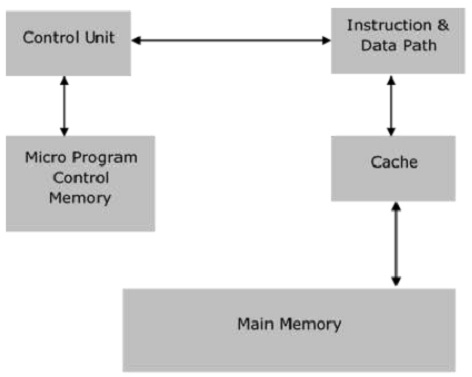 Control Unit
Instruction &
Data Path
Micro Program
Control
Memory
Cache
Main Memory